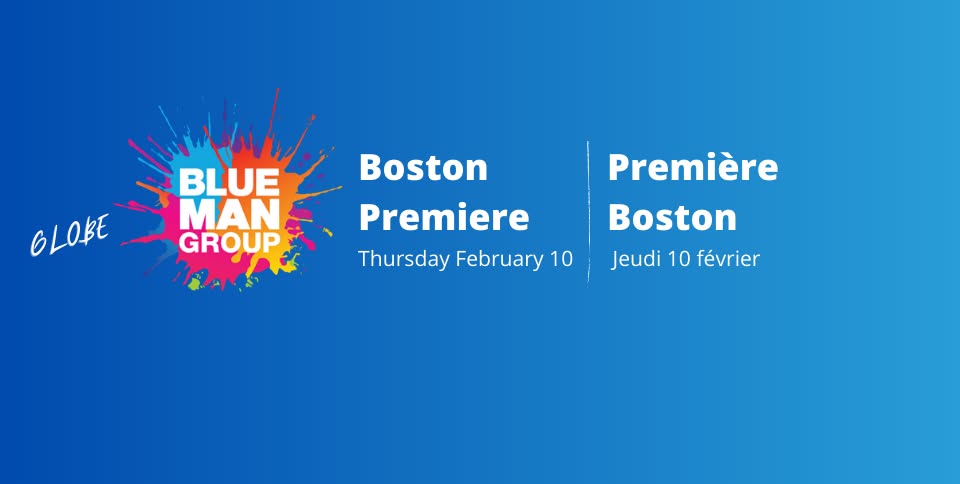 GLOBE
BLUE
MAN
GROUP
Boston
Premiere
Thursday February 10
Première
Boston
Jeudi 10 février